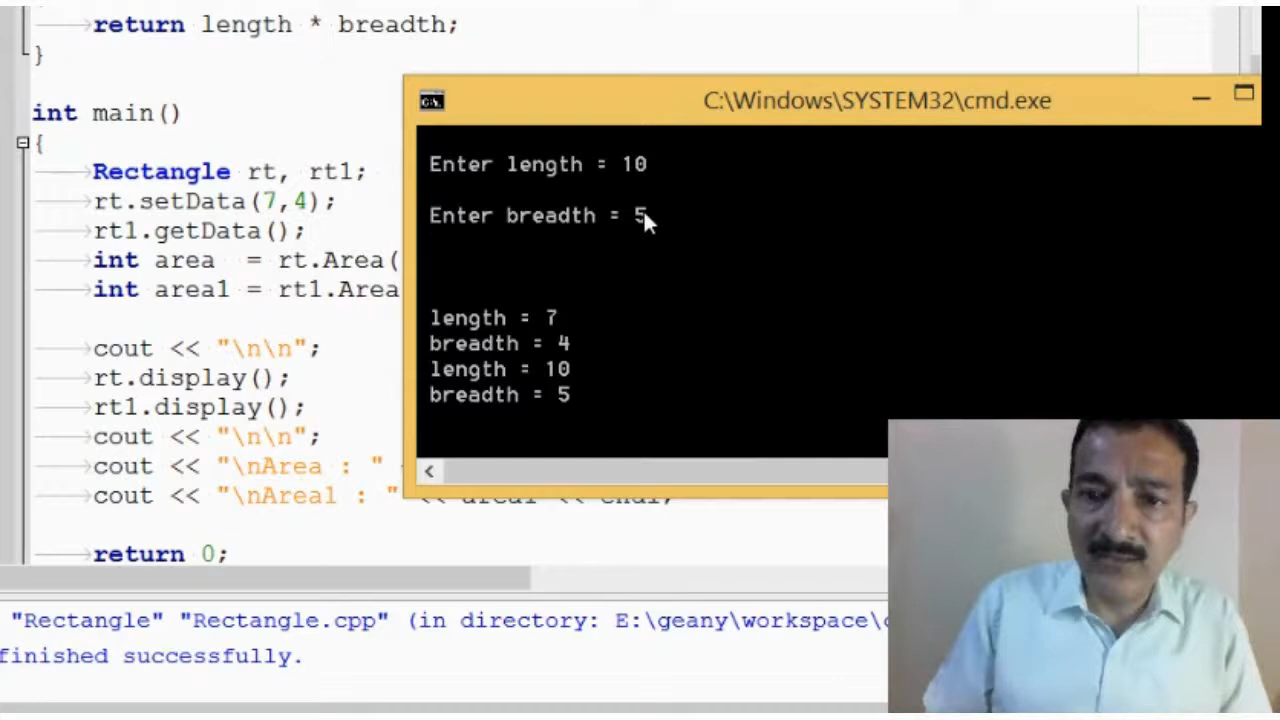 return length * breadth;
}
int main()
{
Rectangle rt, rt1;
rt.setData(7,4);
rt1.getData();
int area = rt.Area(
int area1 = rt1.Area
cout << "\n\n";
rt.display();
rt1.display();
cout << "\n\n";
cout << "\nArea : "
cout << "\nArea1 : " << area1 << endl;
return 0;
C:\Windows\SYSTEM32\cmd.exe
Enter length = 10
Enter breadth = 5
length = 7
breadth = 4
length = 10
breadth = 5
"Rectangle" "Rectangle.cpp" (in directory: E:\geany\workspace\
finished successfully.